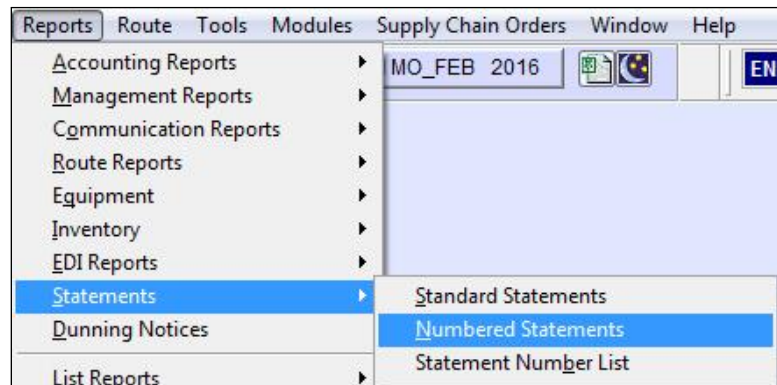 Reports Route Tools Modules Supply Chain Orders Window Help
Accounting Reports
MO_FEB 2016
EN
Management Reports
Communication Reports
Route Reports
Equipment
Inventory
EDI Reports
Statements
Standard Statements
Dunning Notices
Numbered Statements
List Reports
Statement Number List